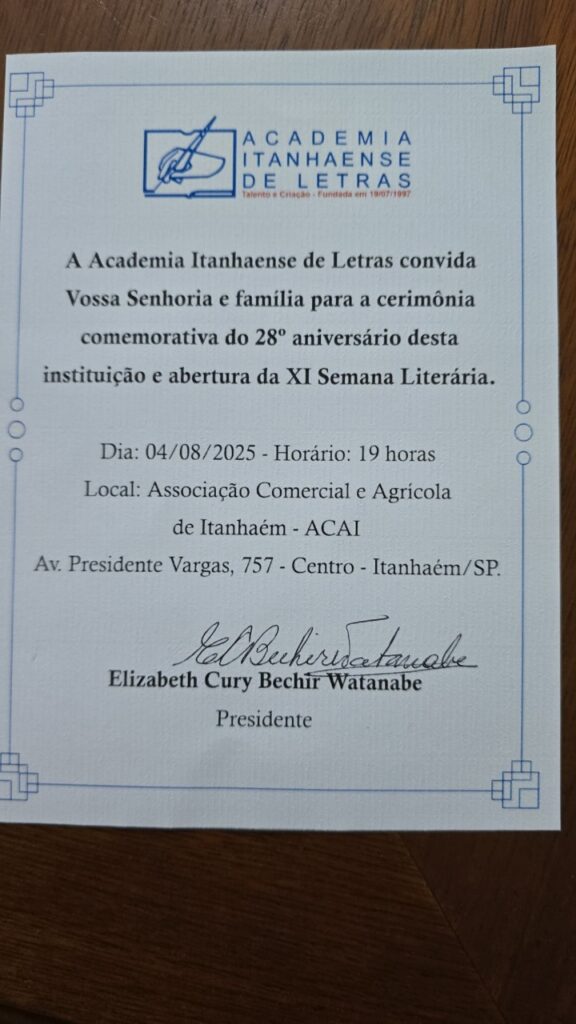 ACADEMIA
ITANHAENSE
DE LETRAS
Talento e Criação - Fundada em 19/07/1997
A Academia Itanhaense de Letras convida
Vossa Senhoria e família para a cerimônia
comemorativa do 28º aniversário desta
instituição e abertura da XI Semana Literária.
Dia: 04/08/2025 - Horário: 19 horas
Local: Associação Comercial e Agrícola
de Itanhaém - ACAI
Av. Presidente Vargas, 757 - Centro - Itanhaém/SP.
ECBechirWatanabe
Elizabeth Cury Bechir Watanabe
Presidente